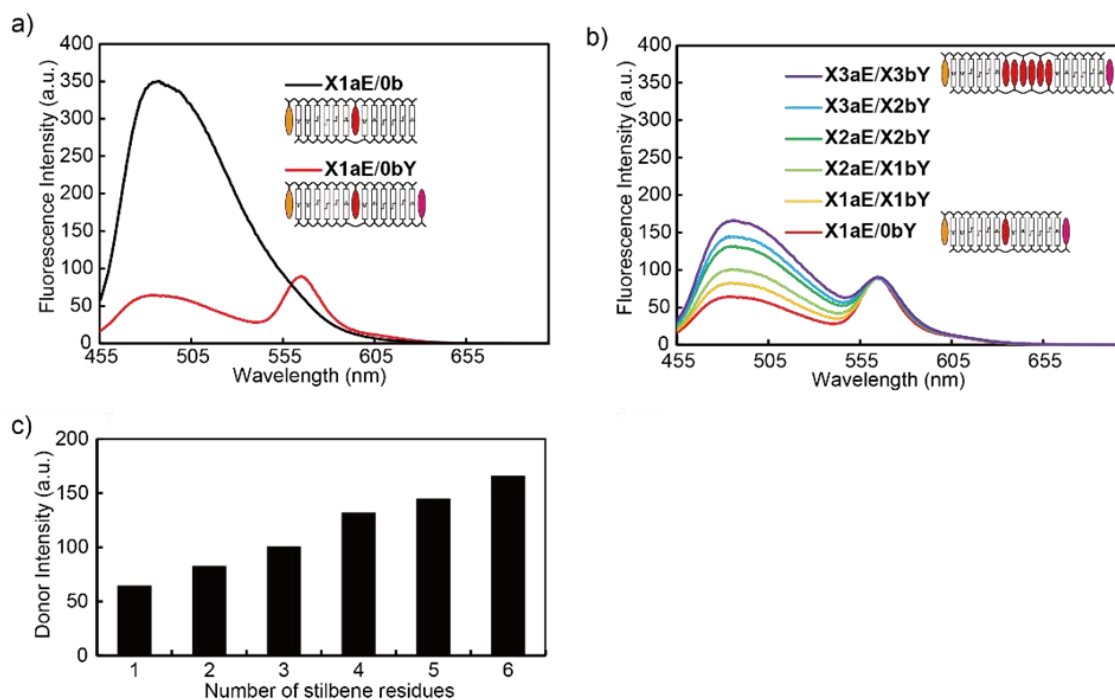 a)
400
350
300
250
200
150
100
50
0
Fluorescence Intensity (a.u.)
X1aE/0b
X1aE/0bY
455 505 555 605 655
Wavelength (nm)
b)
400
350
300
250
200
150
100
50
0
Fluorescence Intensity (a.u.)
X3aE/X3bY
X3aE/X2bY
X2aE/X2bY
X2aE/X1bY
X1aE/X1bY
X1aE/0bY
455 505 555 605 655
Wavelength (nm)
c)
200
150
100
50
0
Donor Intensity (a.u.)
1 2 3 4 5 6
Number of stilbene residues